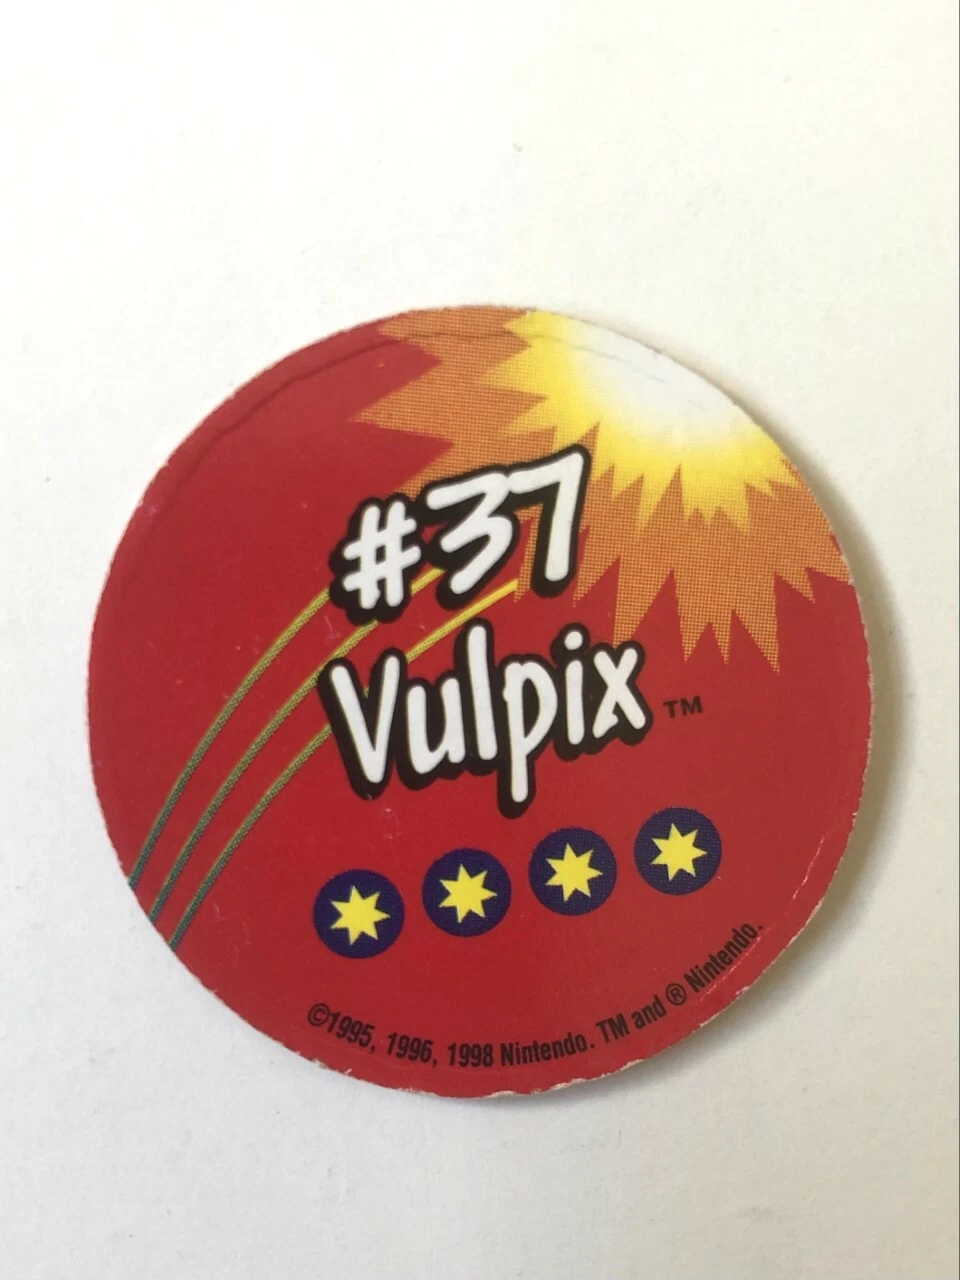 #37
Vulpix™
©1995, 1996, 1998 Nintendo. TM and ® Nintendo.